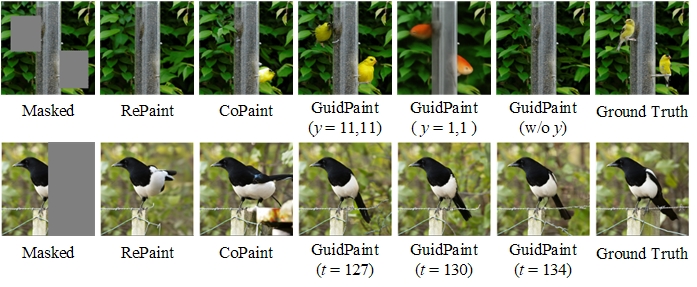 Masked RePaint CoPaint GuidPaint GuidPaint GuidPaint Ground Truth
(y = 11,11) ( y = 1,1 ) (w/o y)
Masked RePaint CoPaint GuidPaint GuidPaint GuidPaint Ground Truth
(t = 127) (t = 130) (t = 134)